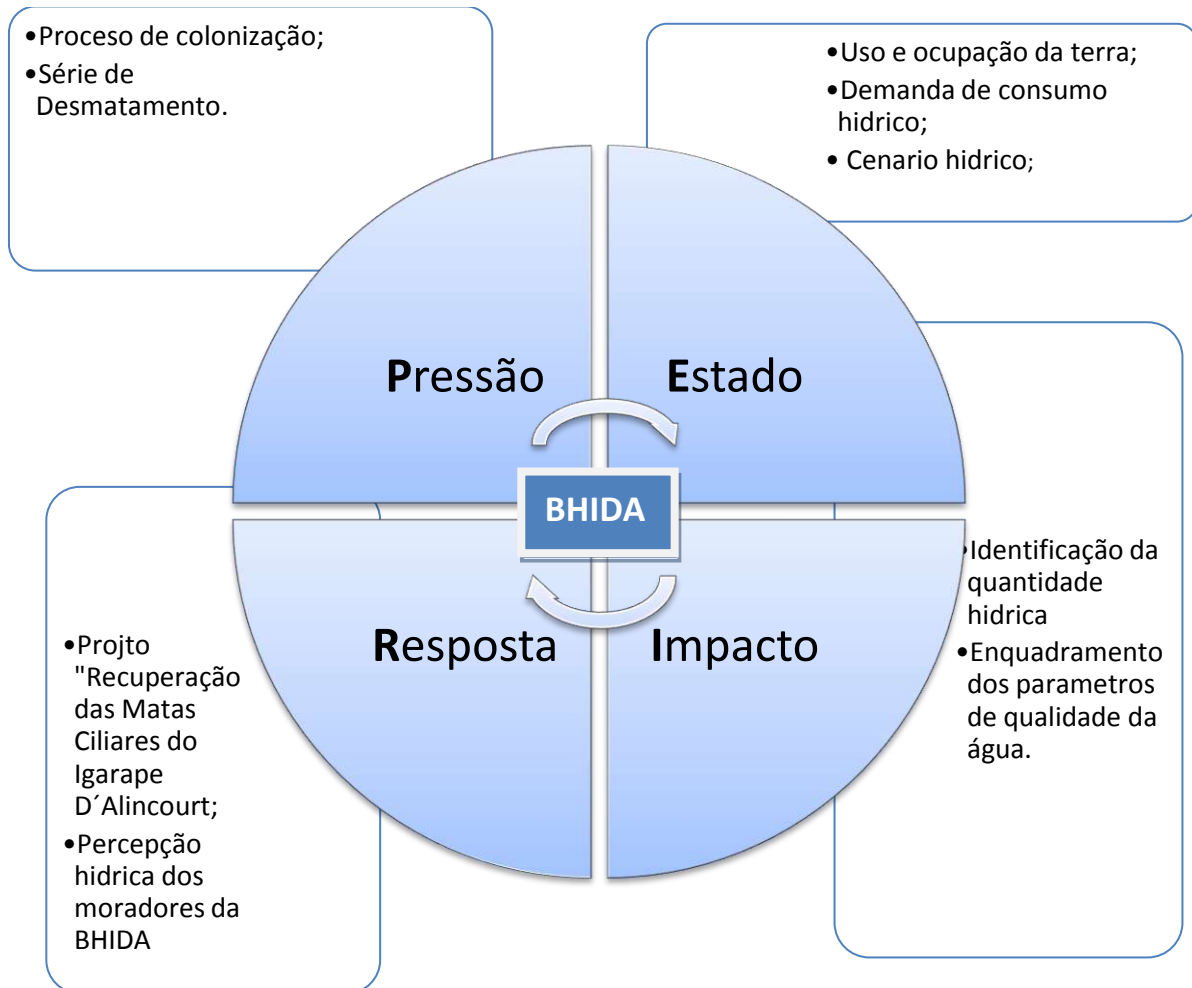 •Proceso de colonização;
•Série de
Desmatamento.
•Uso e ocupação da terra;
•Demanda de consumo
hidrico;
• Cenario hidrico;
Pressão
Estado
BHIDA
Resposta
Impacto
•Projto
"Recuperação
das Matas
Ciliares do
Igarape
D´Alincourt;
•Percepção
hidrica dos
moradores da
BHIDA
•Identificação da
quantidade
hidrica
•Enquadramento
dos parametros
de qualidade da
água.